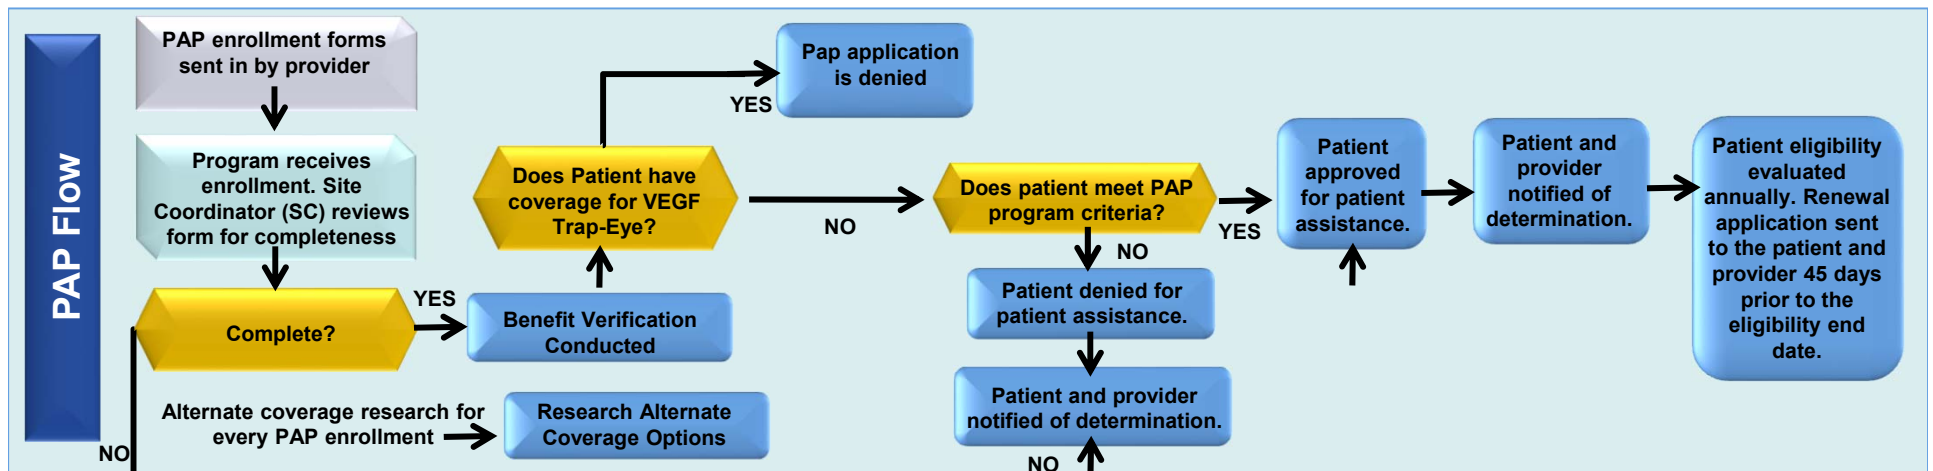 PAP Flow
PAP enrollment forms
sent in by provider
Program receives
enrollment. Site
Coordinator (SC) reviews
form for completeness
Complete?
YES
NO
Benefit Verification
Conducted
Alternate coverage research for
every PAP enrollment
Research Alternate
Coverage Options
Does Patient have
coverage for VEGF
Trap-Eye?
YES
Pap application
is denied
NO
Does patient meet PAP
program criteria?
NO
Patient denied for
patient assistance.
Patient and provider
notified of determination.
NO
YES
Patient
approved
for patient
assistance.
Patient and
provider
notified of
determination.
Patient eligibility
evaluated
annually. Renewal
application sent
to the patient and
provider 45 days
prior to the
eligibility end
date.